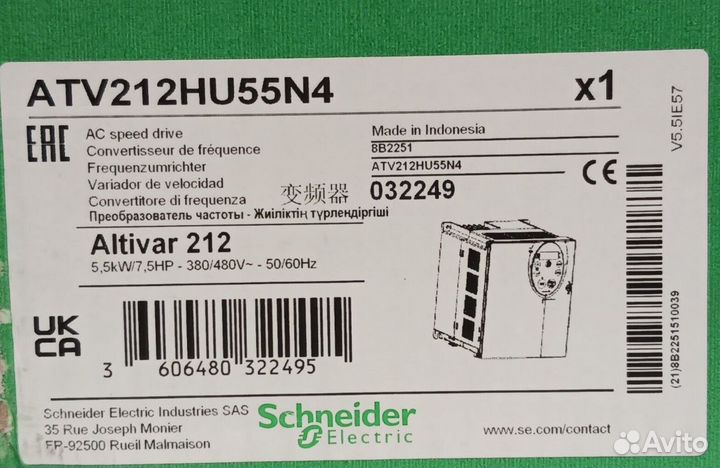 ATV212HU55N4 x1
EAC
AC speed drive
Convertisseur de fréquence
Frequenzumrichter
Variador de velocidad
Convertitore di frequenza 变频器
Преобразователь частоты - Жиіліктің түрлендіргіші
Made in Indonesia
8B2251
ATV212HU55N4
032249
CE
V5.5IE57
Altivar 212
5,5kW/7,5HP - 380/480V~ - 50/60Hz
UK
CA
3 606480 322495
(21)8B2251510039
Schneider Electric Industries SAS
35 Rue Joseph Monier
FR-92500 Rueil Malmaison
Schneider
Electric
www.se.com/contact
Avito